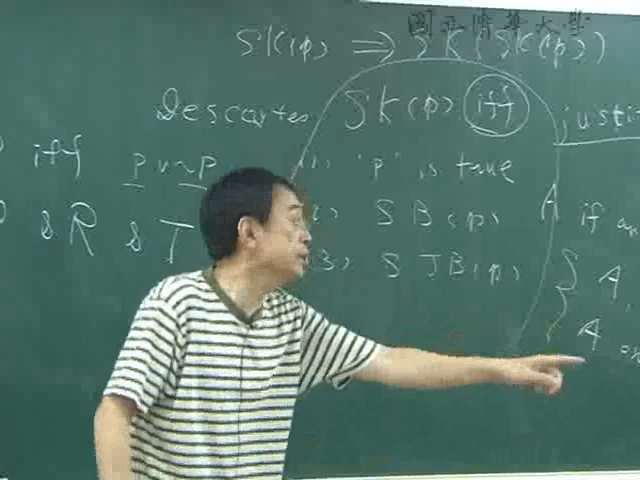 國立清華大學
SK(p) ⇒ SK(SK(p))
Descartes SK(p) iff
justi
iff p v ~p (1) 'p' is true
& R & T (2) SB(p) A if
(3) SJB(p) { A
A